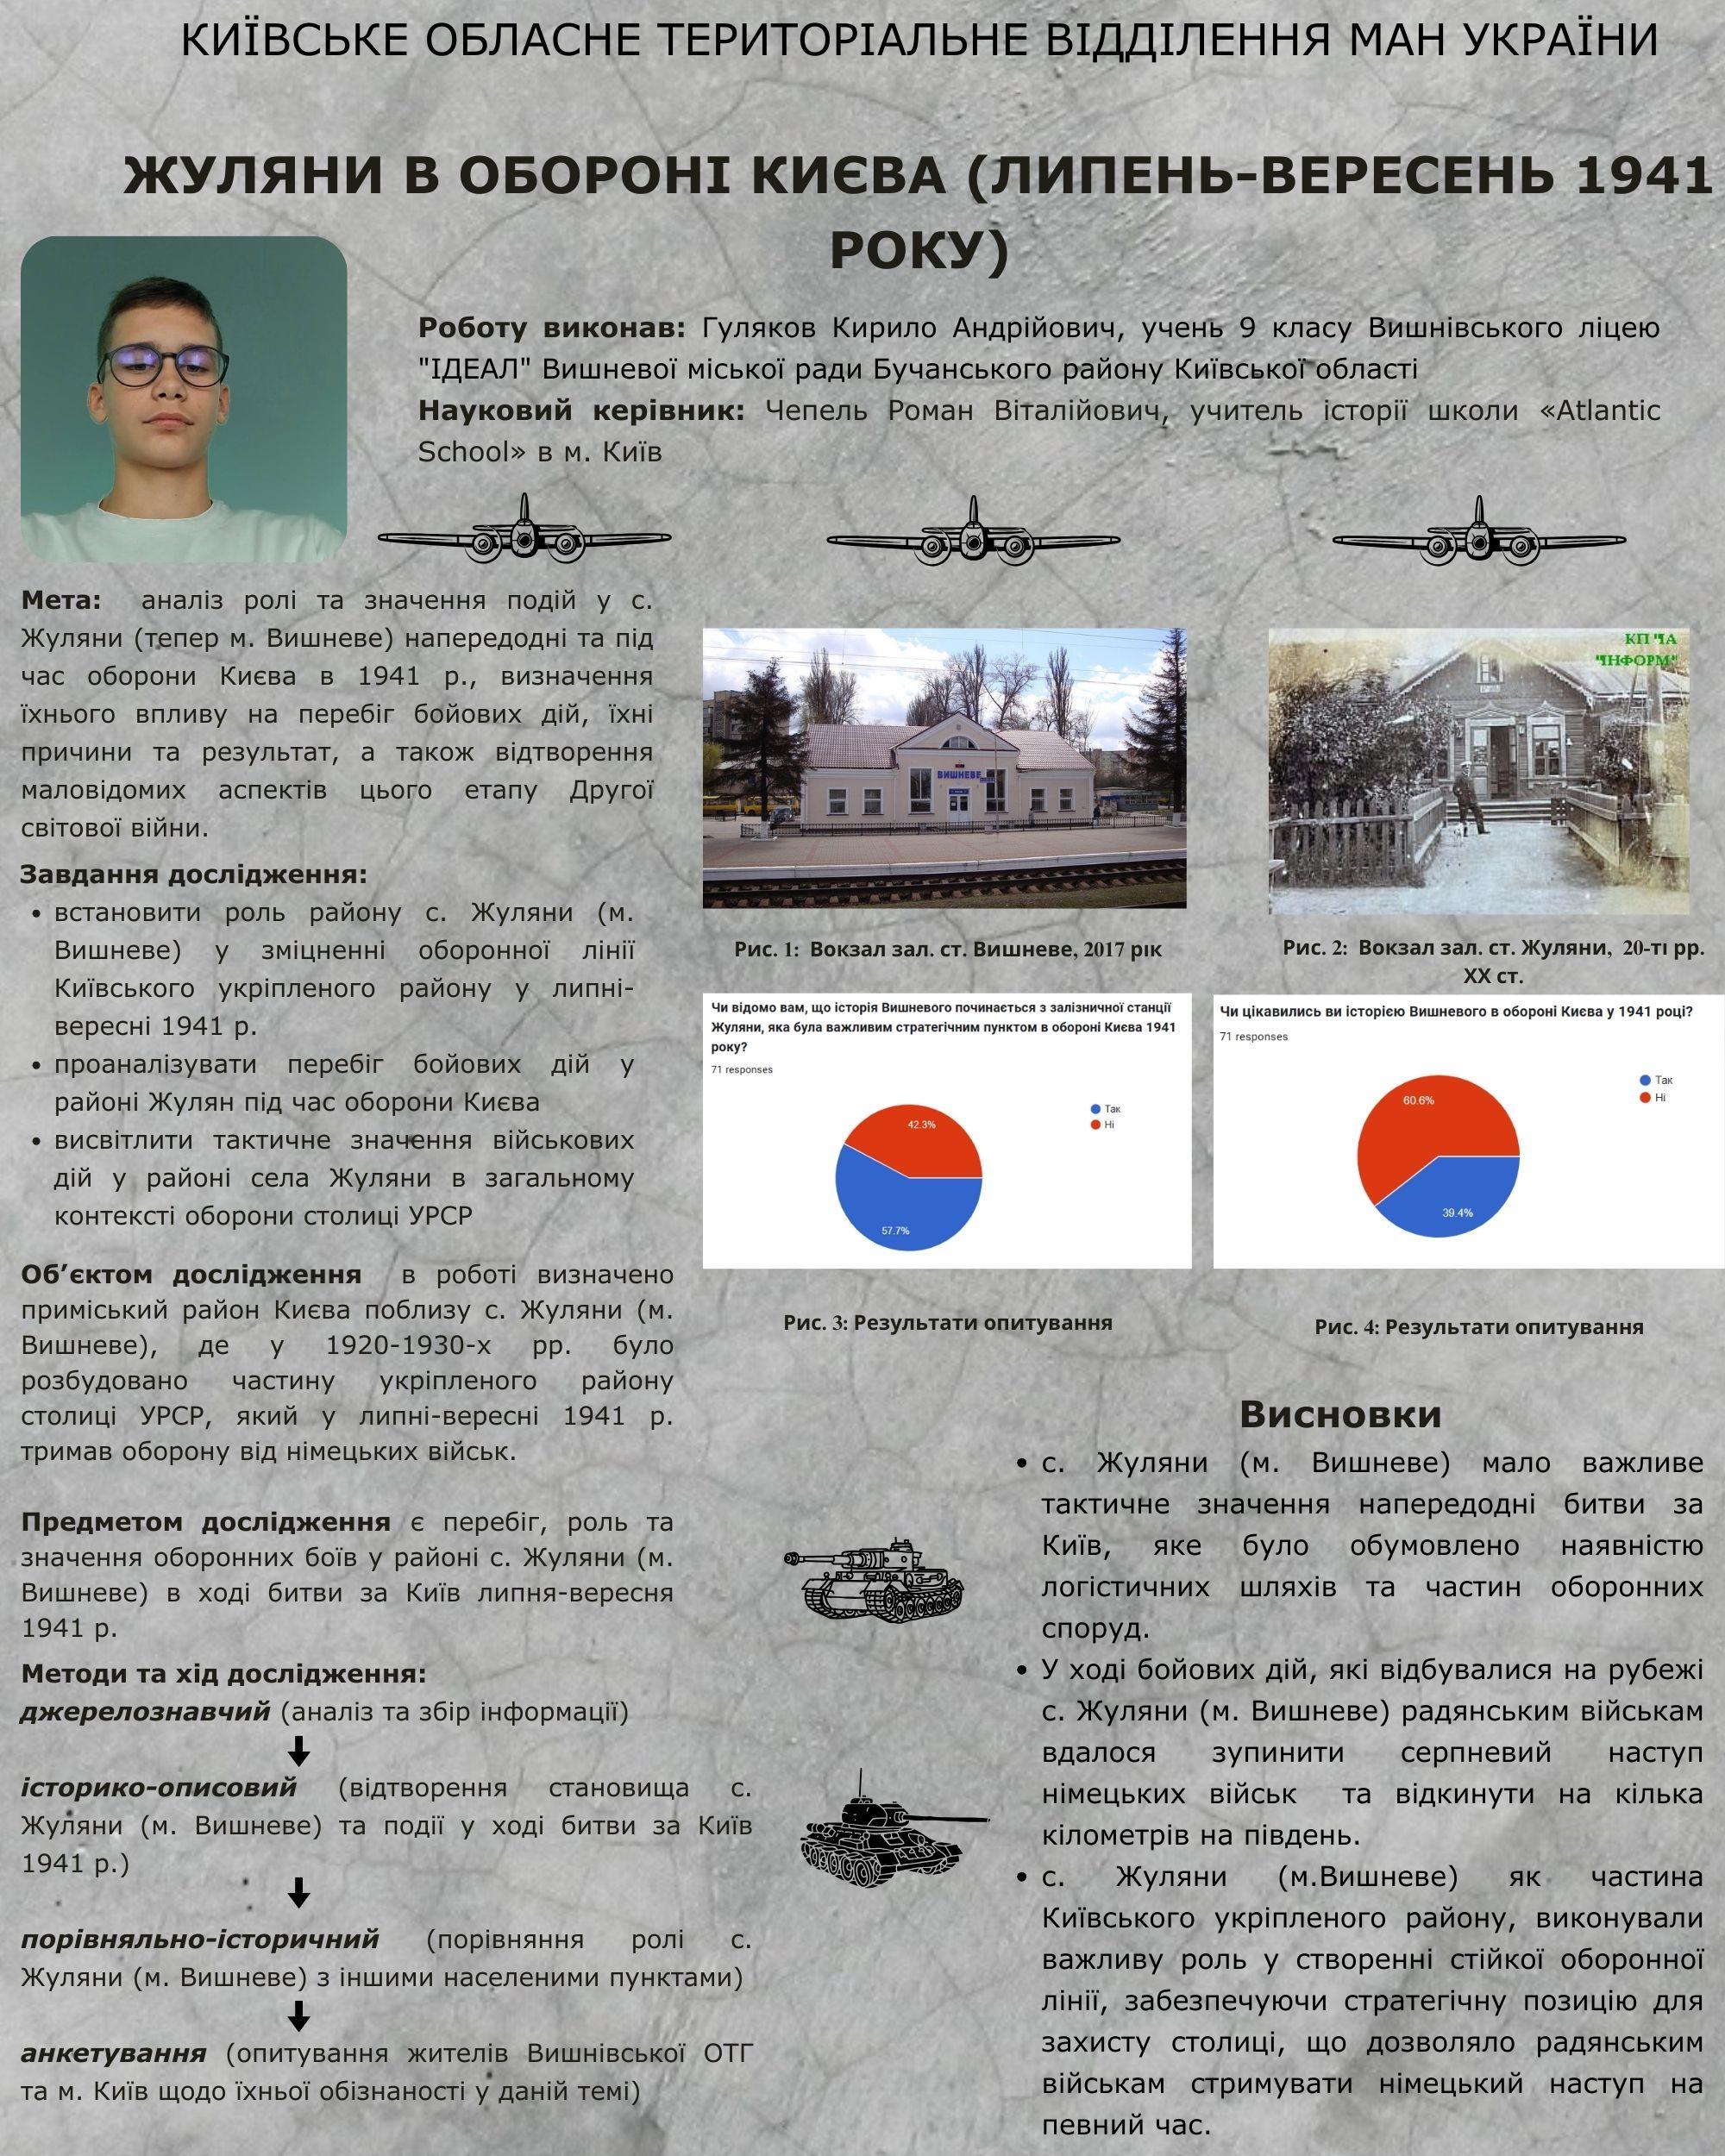 КИЇВСЬКЕ ОБЛАСНЕ ТЕРИТОРІАЛЬНЕ ВІДДІЛЕННЯ МАН УКРАЇНИ
ЖУЛЯНИ В ОБОРОНІ КИЄВА (ЛИПЕНЬ-ВЕРЕСЕНЬ 1941
РОКУ)
Роботу виконав: Гуляков Кирило Андрійович, учень 9 класу Вишнівського ліцею
"ІДЕАЛ" Вишневої міської ради Бучанського району Київської області
Науковий керівник: Чепель Роман Віталійович, учитель історії школи «Atlantic
School» в м. Київ
Мета: аналіз ролі та значення подій у с.
Жуляни (тепер м. Вишневе) напередодні та під
час оборони Києва в 1941 р., визначення
їхнього впливу на перебіг бойових дій, їхні
причини та результат, а також відтворення
маловідомих аспектів цього етапу Другої
світової війни.
Завдання дослідження:
• встановити роль району с. Жуляни (м.
Вишневе) у зміцненні оборонної лінії
Київського укріпленого району у липні-
вересні 1941 р.
• проаналізувати перебіг бойових дій у
районі Жулян під час оборони Києва
• висвітлити тактичне значення військових
дій у районі села Жуляни в загальному
контексті оборони столиці УРСР
Об’єктом дослідження в роботі визначено
приміський район Києва поблизу с. Жуляни (м.
Вишневе), де у 1920-1930-х рр. було
розбудовано частину укріпленого району
столиці УРСР, який у липні-вересні 1941 р.
тримав оборону від німецьких військ.
Предметом дослідження є перебіг, роль та
значення оборонних боїв у районі с. Жуляни (м.
Вишневе) в ході битви за Київ липня-вересня
1941 р.
Методи та хід дослідження:
джерелознавчий (аналіз та збір інформації)
історико-описовий (відтворення становища с.
Жуляни (м. Вишневе) та події у ході битви за Київ
1941 р.)
порівняльно-історичний (порівняння ролі с.
Жуляни (м. Вишневе) з іншими населеними пунктами)
анкетування (опитування жителів Вишнівської ОТГ
та м. Київ щодо їхньої обізнаності у даній темі)
ВИШНЕВЕ
Рис. 1: Вокзал зал. ст. Вишневе, 2017 рік
КП "ІА
"ІНФОРМ"
Рис. 2: Вокзал зал. ст. Жуляни, 20-ті рр.
ХХ ст.
Чи відомо вам, що історія Вишневого починається з залізничної станції
Жуляни, яка була важливим стратегічним пунктом в обороні Києва 1941
року?
71 responses
Так
Ні
42.3%
57.7%
Рис. 3: Результати опитування
Чи цікавились ви історією Вишневого в обороні Києва у 1941 році?
71 responses
Так
Ні
60.6%
39.4%
Рис. 4: Результати опитування
Висновки
• с. Жуляни (м. Вишневе) мало важливе
тактичне значення напередодні битви за
Київ, яке було обумовлено наявністю
логістичних шляхів та частин оборонних
споруд.
• У ході бойових дій, які відбувалися на рубежі
с. Жуляни (м. Вишневе) радянським військам
вдалося зупинити серпневий наступ
німецьких військ та відкинути на кілька
кілометрів на південь.
• с. Жуляни (м.Вишневе) як частина
Київського укріпленого району, виконували
важливу роль у створенні стійкої оборонної
лінії, забезпечуючи стратегічну позицію для
захисту столиці, що дозволяло радянським
військам стримувати німецький наступ на
певний час.